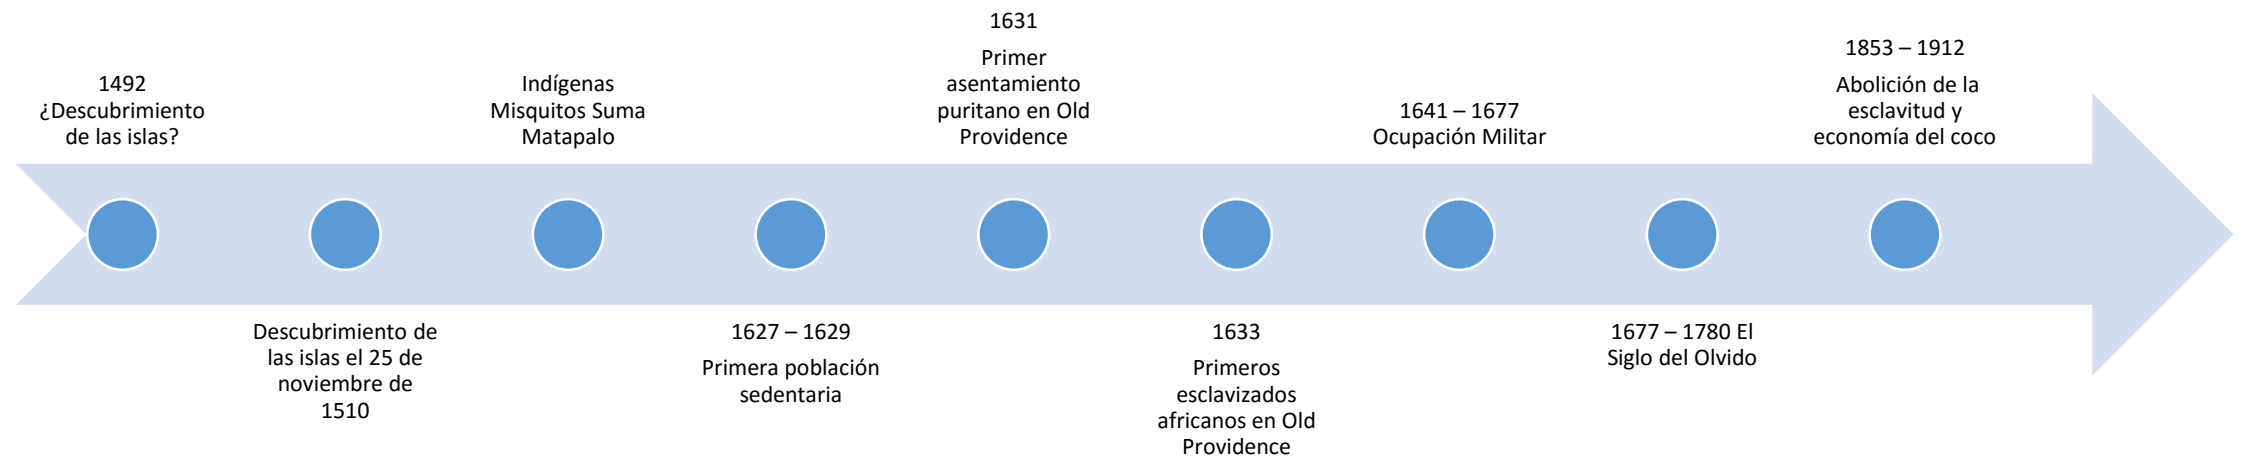 1492
¿Descubrimiento
de las islas?
Descubrimiento de
las islas el 25 de
noviembre de
1510
Indígenas
Misquitos Suma
Matapalo
1627 – 1629
Primera población
sedentaria
1631
Primer
asentamiento
puritano en Old
Providence
1633
Primeros
esclavizados
africanos en Old
Providence
1641 – 1677
Ocupación Militar
1677 – 1780 El
Siglo del Olvido
1853 – 1912
Abolición de la
esclavitud y
economía del coco